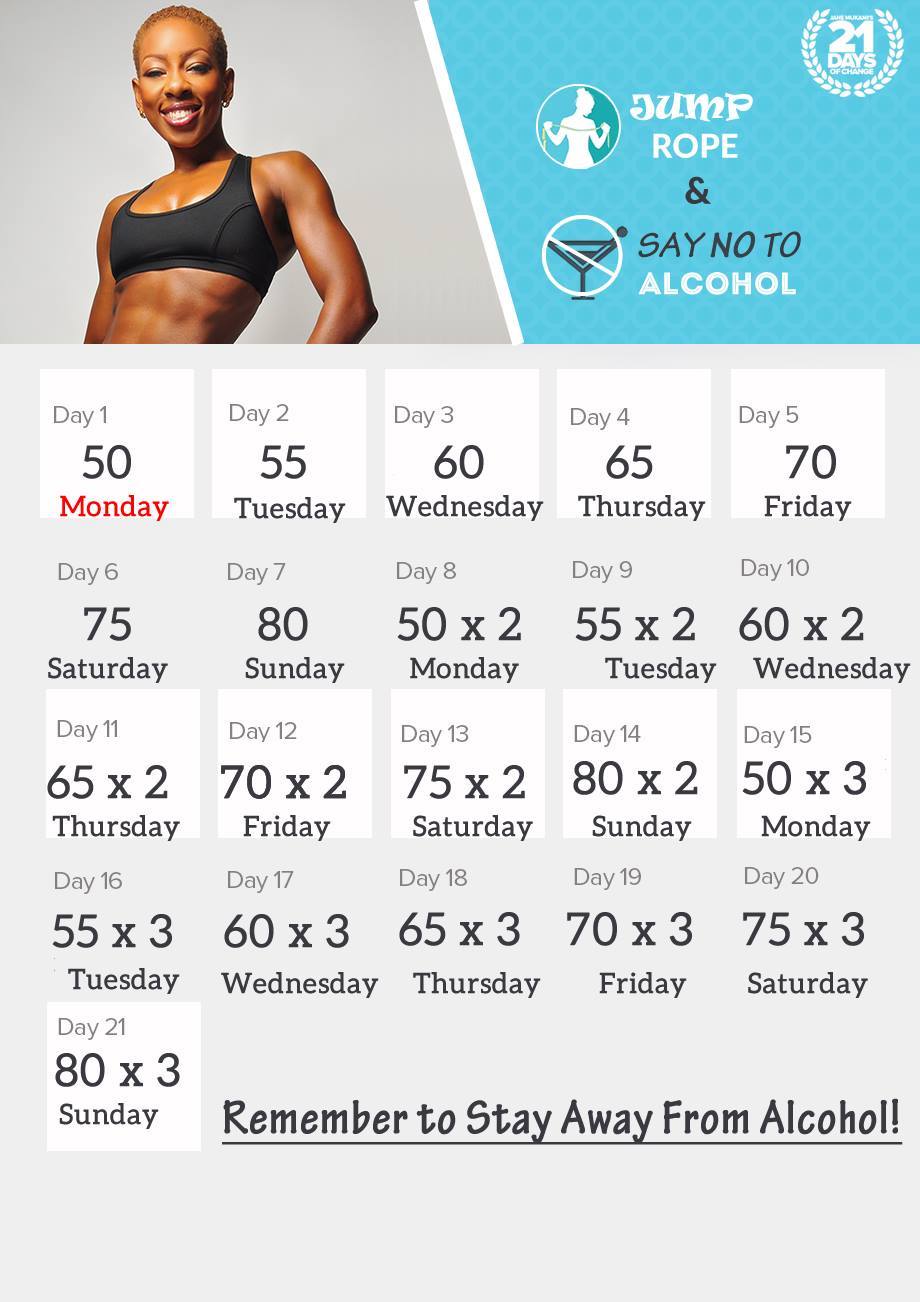 JANE MUKAMI'S
21
DAYS
OF CHANGE
JUMP
ROPE
&
SAY NO TO
ALCOHOL
Day 1
50
Monday
Day 2
55
Tuesday
Day 3
60
Wednesday
Day 4
65
Thursday
Day 5
70
Friday
Day 6
75
Saturday
Day 7
80
Sunday
Day 8
50 x 2
Monday
Day 9
55 x 2
Tuesday
Day 10
60 x 2
Wednesday
Day 11
65 x 2
Thursday
Day 12
70 x 2
Friday
Day 13
75 x 2
Saturday
Day 14
80 x 2
Sunday
Day 15
50 x 3
Monday
Day 16
55 x 3
Tuesday
Day 17
60 x 3
Wednesday
Day 18
65 x 3
Thursday
Day 19
70 x 3
Friday
Day 20
75 x 3
Saturday
Day 21
80 x 3
Sunday
Remember to Stay Away From Alcohol!